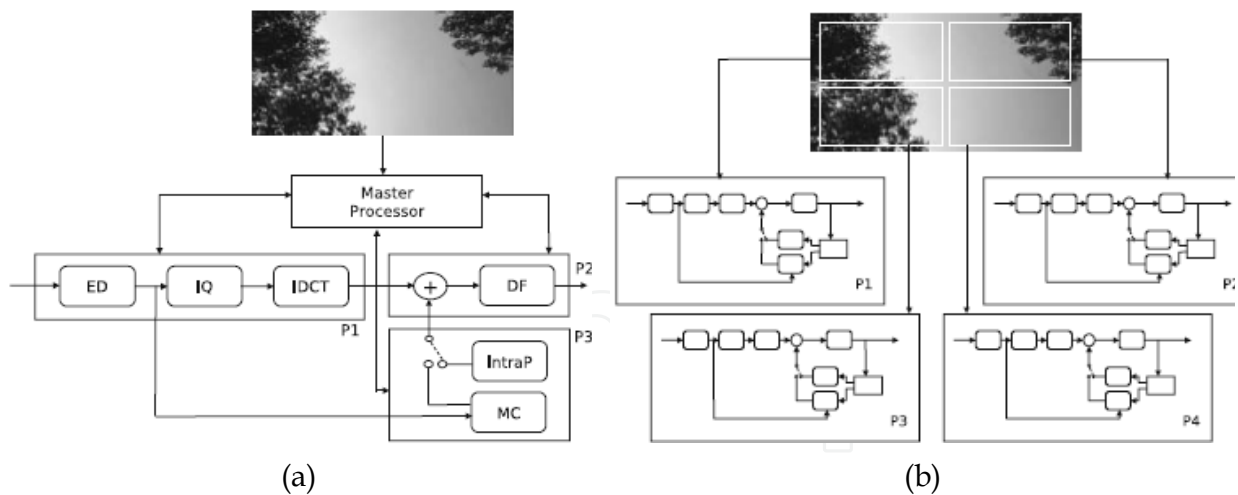 Master
Processor
ED
IQ
IDCT
P1
+
DF
P2
P3
IntraP
MC
(a)
P1
P2
P3
P4
(b)